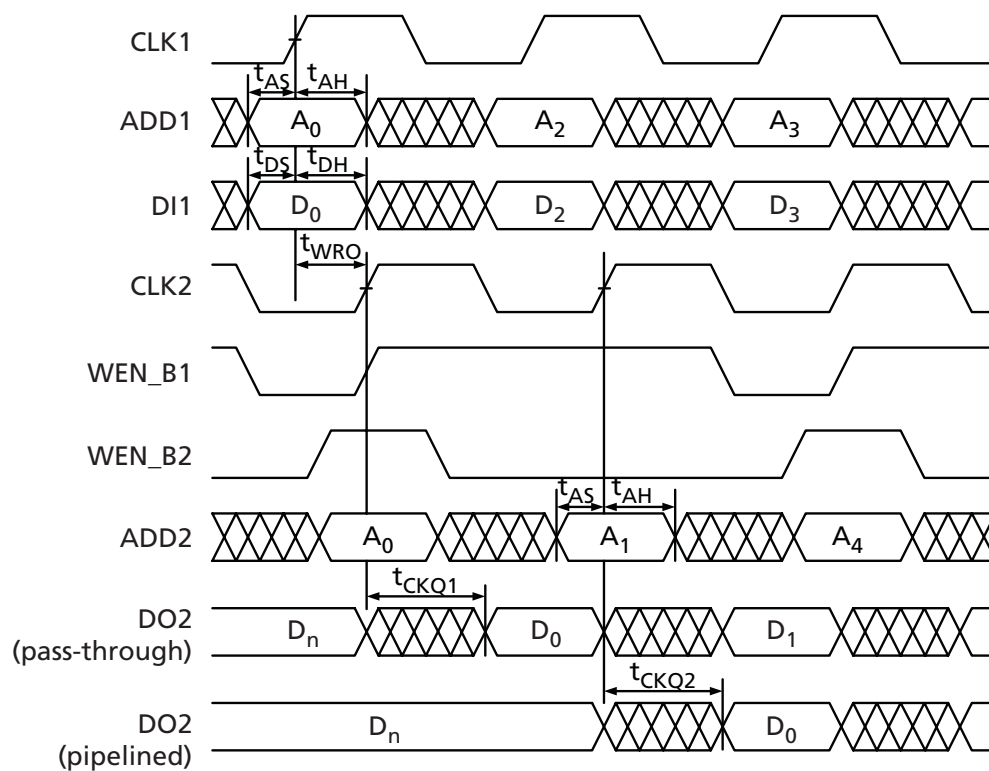 CLK1
tAS tAH
ADD1 A0 A2 A3
tDS tDH
DI1 D0 D2 D3
tWRO
CLK2
WEN_B1
WEN_B2
tAS tAH
ADD2 A0 A1 A4
tCKQ1
DO2
(pass-through) Dn D0 D1
tCKQ2
DO2
(pipelined) Dn D0